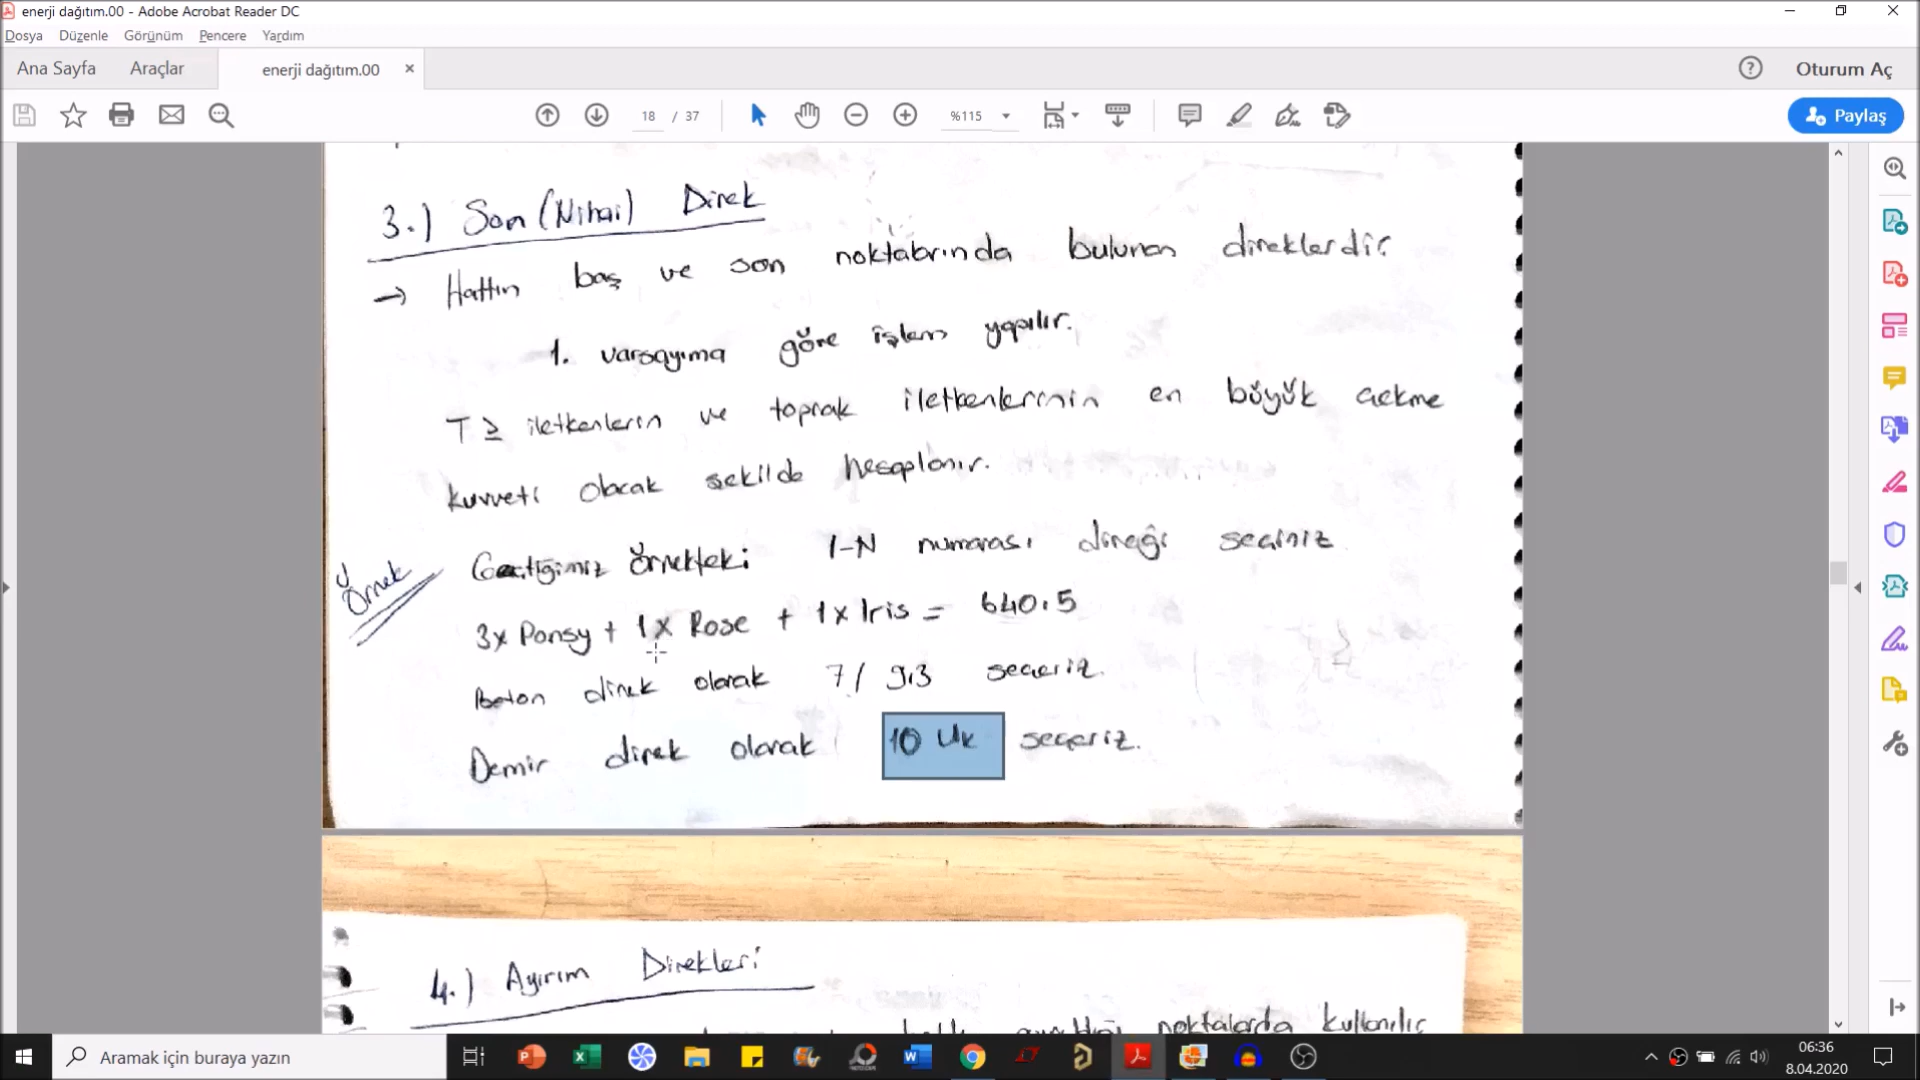 enerji dağıtım.00 - Adobe Acrobat Reader DC
Dosya Düzenle Görünüm Pencere Yardım
Ana Sayfa Araçlar enerji dağıtım.00 Oturum Aç
18 / 37 %115 Paylaş
3.) Son (Nihai) Direk
→ Hattın baş ve son noktalarında bulunan direklerdir
1. varsayıma göre işlem yapılır.
T ≥ iletkenlerin ve toprak iletkenlerinin en büyük çekme
kuvveti olacak şekilde hesaplanır.
Örnek
Geçtiğimiz örnekteki 1-N numarası direği seçiniz
3x Pansy + 1x Rose + 1x Iris = 640.5
Beton direk olarak 7/ 9.3 seçeriz.
Demir direk olarak 10 Uk seçeriz.
4.) Ayırım Direkleri
noktalarda kullanılır
Aramak için buraya yazın
06:36
8.04.2020